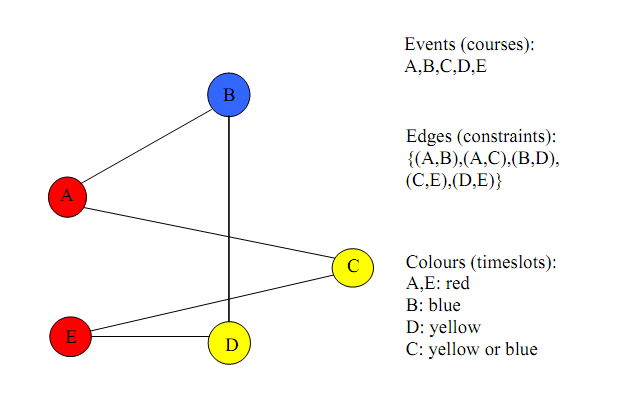 Events (courses):
A,B,C,D,E
B
Edges (constraints):
{(A,B),(A,C),(B,D),
(C,E),(D,E)}
A
C
Colours (timeslots):
A,E: red
B: blue
D: yellow
C: yellow or blue
E
D